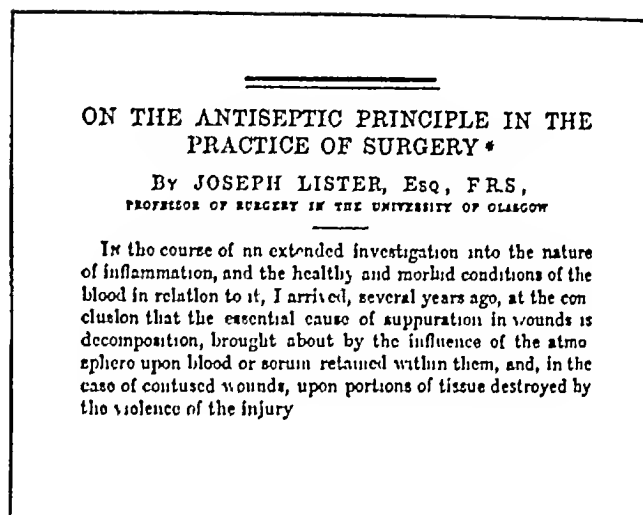 ON THE ANTISEPTIC PRINCIPLE IN THE
PRACTICE OF SURGERY *
BY JOSEPH LISTER, ESQ, FRS,
PROFESSOR OF SURGERY IN THE UNIVERSITY OF GLASGOW
IN the course of an extended investigation into the nature
of inflammation, and the healthy and morbid conditions of the
blood in relation to it, I arrived, several years ago, at the con
clusion that the essential cause of suppuration in wounds is
decomposition, brought about by the influence of the atmo
sphere upon blood or serum retained within them, and, in the
case of contused wounds, upon portions of tissue destroyed by
the violence of the injury